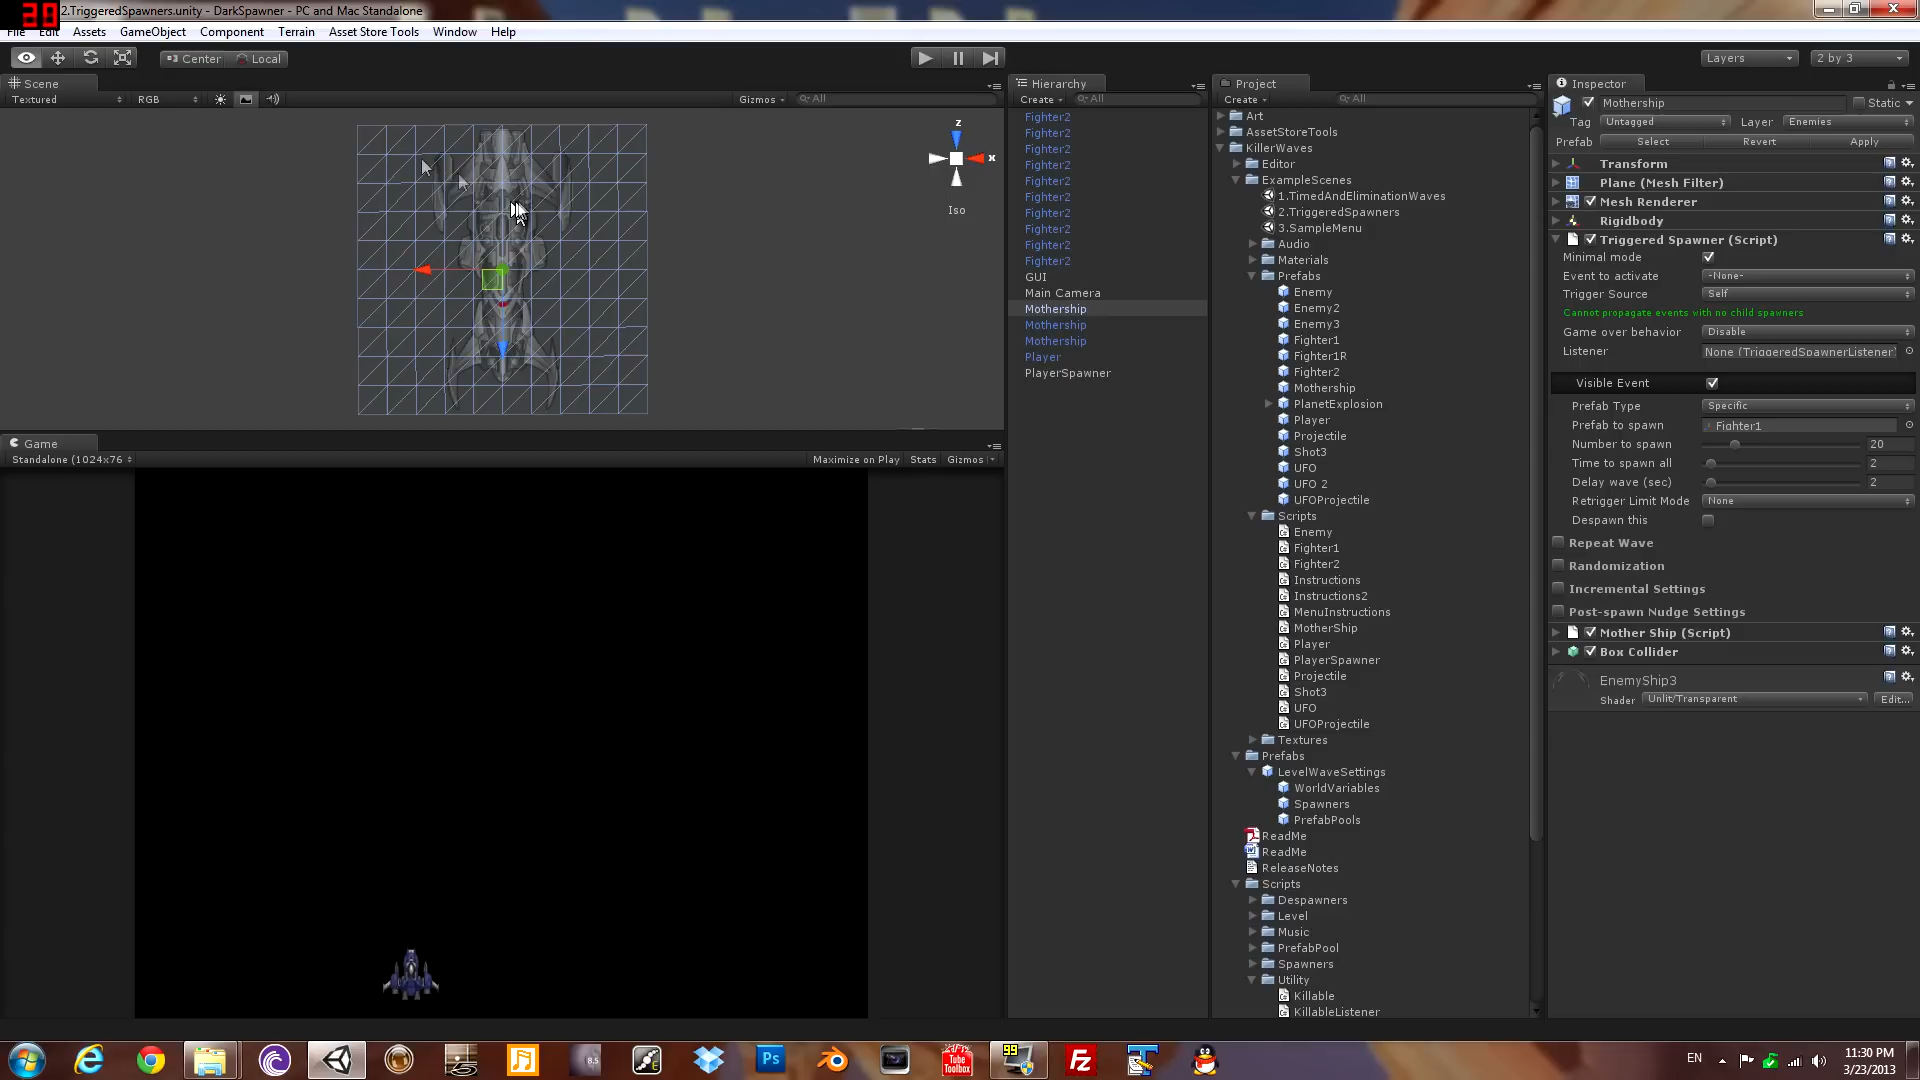 2.TriggeredSpawners.unity - DarkSpawner - PC and Mac Standalone
File Edit Assets GameObject Component Terrain Asset Store Tools Window Help
Center Local Layers 2 by 3
Scene
Textured RGB Gizmos All
z
x
Iso
Game
Standalone (1024x76 Maximize on Play Stats Gizmos
Hierarchy
Create All
Fighter2
Fighter2
Fighter2
Fighter2
Fighter2
Fighter2
Fighter2
Fighter2
Fighter2
Fighter2
GUI
Main Camera
Mothership
Mothership
Mothership
Player
PlayerSpawner
Project
Create All
Art
AssetStoreTools
KillerWaves
Editor
ExampleScenes
1.TimedAndEliminationWaves
2.TriggeredSpawners
3.SampleMenu
Audio
Materials
Prefabs
Enemy
Enemy2
Enemy3
Fighter1
Fighter1R
Fighter2
Mothership
PlanetExplosion
Player
Projectile
Shot3
UFO
UFO 2
UFOProjectile
Scripts
Enemy
Fighter1
Fighter2
Instructions
Instructions2
MenuInstructions
MotherShip
Player
PlayerSpawner
Projectile
Shot3
UFO
UFOProjectile
Textures
Prefabs
LevelWaveSettings
WorldVariables
Spawners
PrefabPools
ReadMe
ReadMe
ReleaseNotes
Scripts
Despawners
Level
Music
PrefabPool
Spawners
Utility
Killable
KillableListener
Inspector
Mothership Static
Tag Untagged Layer Enemies
Prefab Select Revert Apply
Transform
Plane (Mesh Filter)
Mesh Renderer
Rigidbody
Triggered Spawner (Script)
Minimal mode
Event to activate -None-
Trigger Source Self
Cannot propagate events with no child spawners
Game over behavior Disable
Listener None (TriggeredSpawnerListener)
Visible Event
Prefab Type Specific
Prefab to spawn Fighter1
Number to spawn 20
Time to spawn all 2
Delay wave (sec) 2
Retrigger Limit Mode None
Despawn this
Repeat Wave
Randomization
Incremental Settings
Post-spawn Nudge Settings
Mother Ship (Script)
Box Collider
EnemyShip3
Shader Unlit/Transparent Edit...
8.5 Ps Tube Toolbox 99 Fz
EN 11:30 PM
3/23/2013